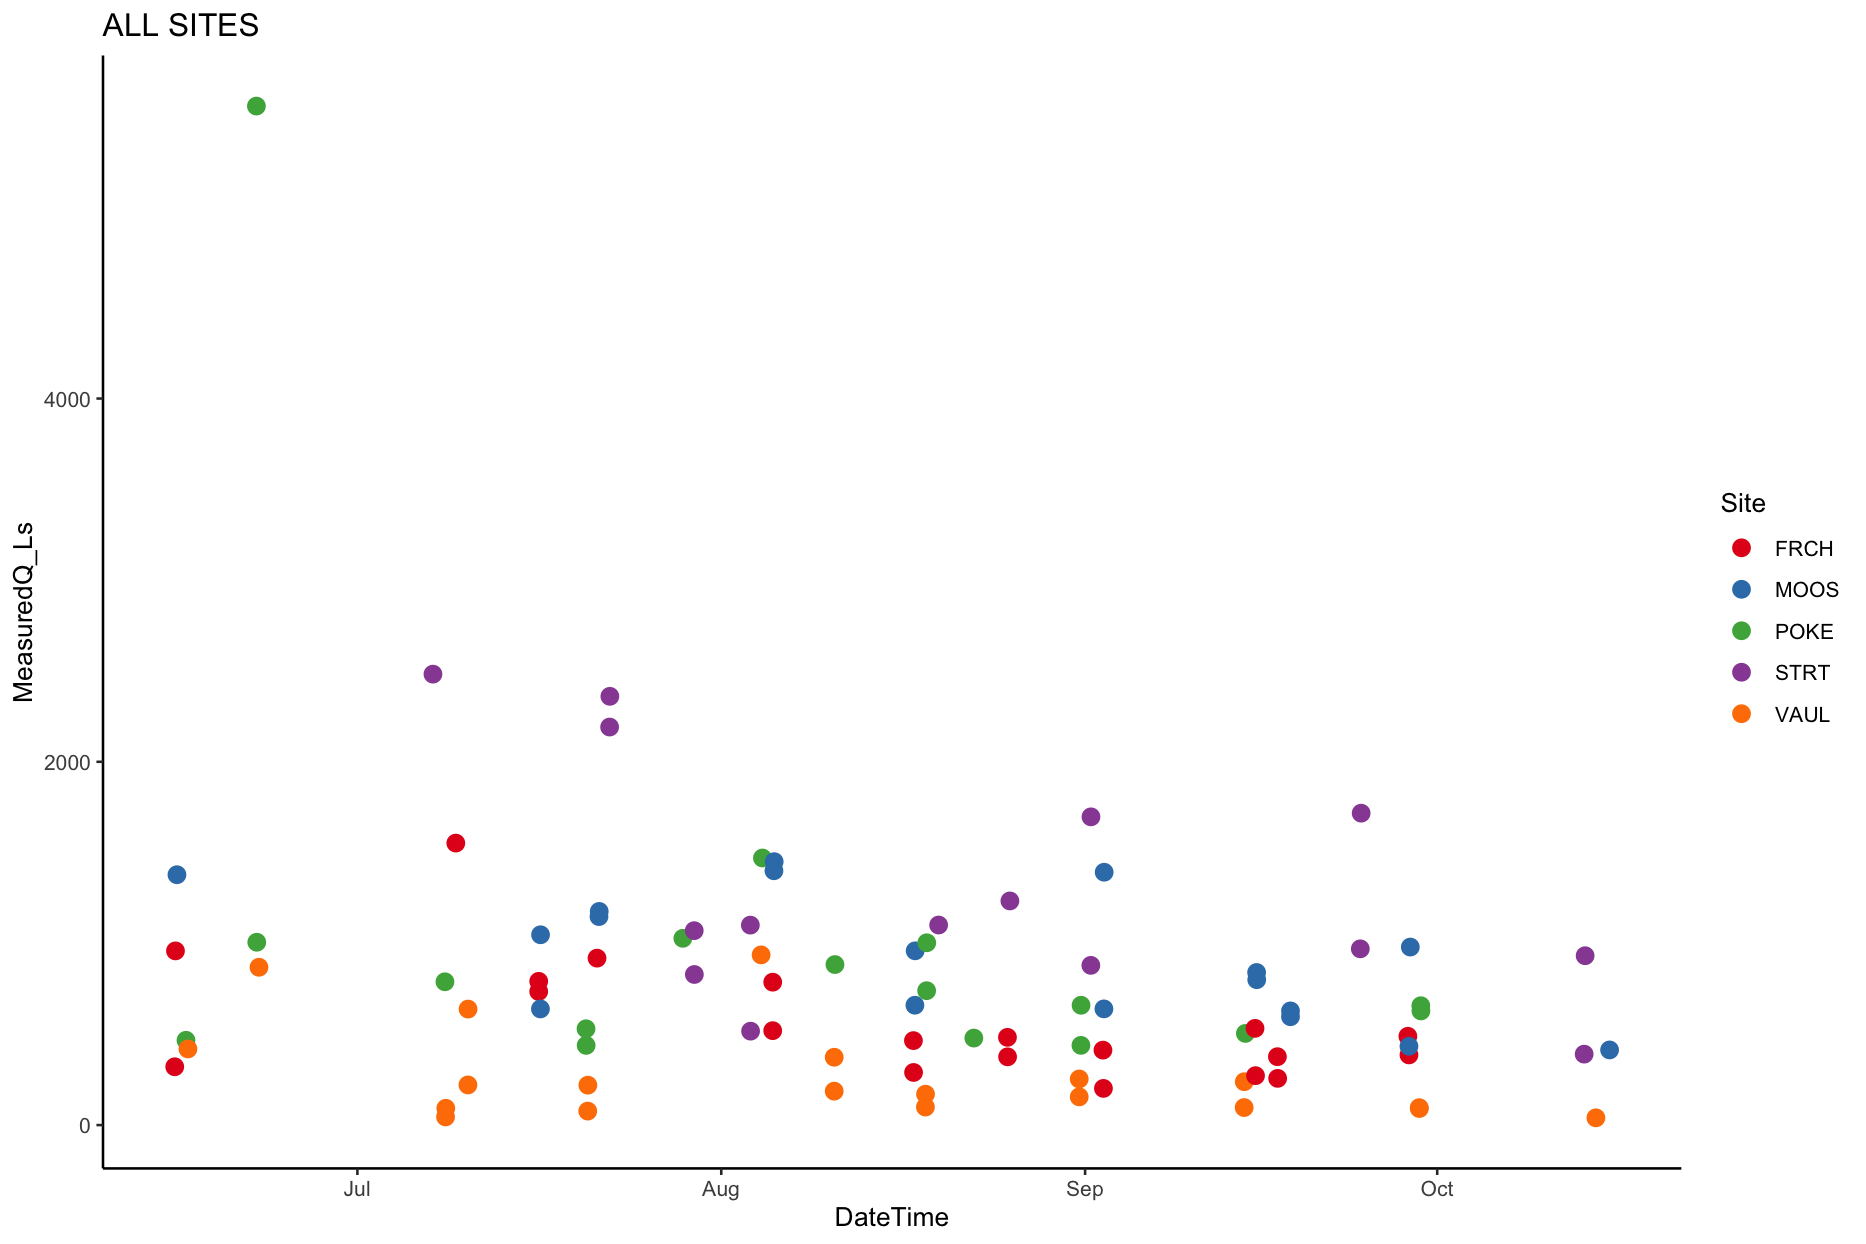 ALL SITES
MeasuredQ_Ls
4000
2000
0
Jul
Aug
Sep
Oct
DateTime
Site
FRCH
MOOS
POKE
STRT
VAUL